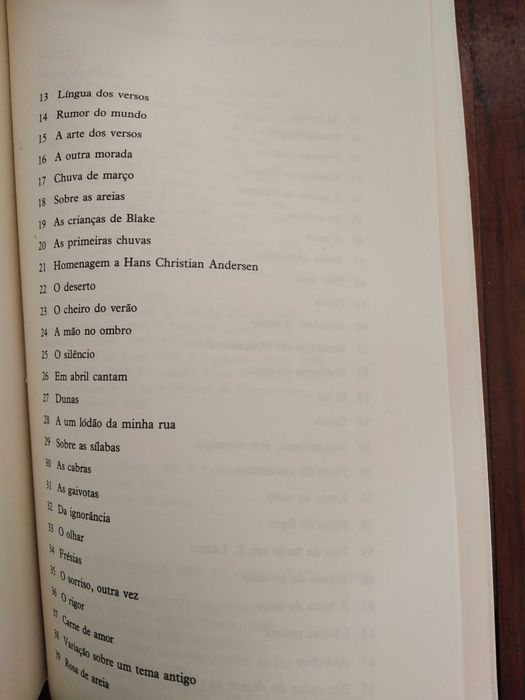 13 Língua dos versos
14 Rumor do mundo
15 A arte dos versos
16 A outra morada
17 Chuva de março
18 Sobre as areias
19 As crianças de Blake
20 As primeiras chuvas
21 Homenagem a Hans Christian Andersen
22 O deserto
23 O cheiro do verão
24 A mão no ombro
25 O silêncio
26 Em abril cantam
27 Dunas
28 A um lódão da minha rua
29 Sobre as sílabas
30 As cabras
31 As gaivotas
32 Da ignorância
33 O olhar
34 Frésias
35 O sorriso, outra vez
36 O rigor
37 Carne de amor
38 Variação sobre um tema antigo
39 Rosa de areia